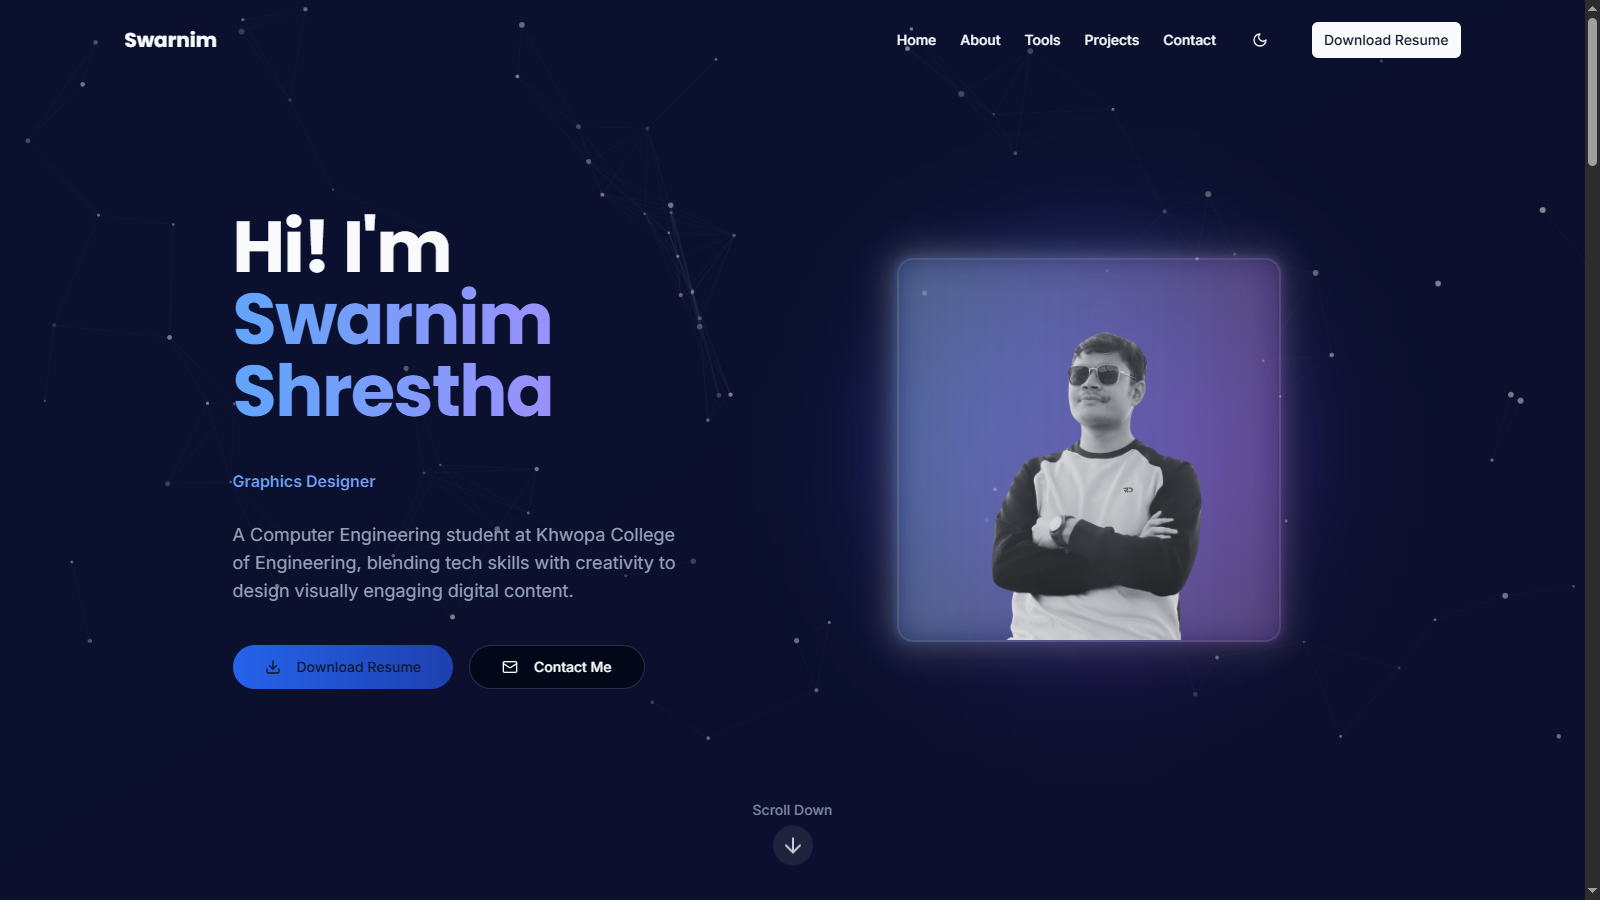 Swarnim
Home
About
Tools
Projects
Contact
Download Resume
Hi! I'm
Swarnim
Shrestha
Graphics Designer
A Computer Engineering student at Khwopa College
of Engineering, blending tech skills with creativity to
design visually engaging digital content.
Download Resume
Contact Me
Scroll Down